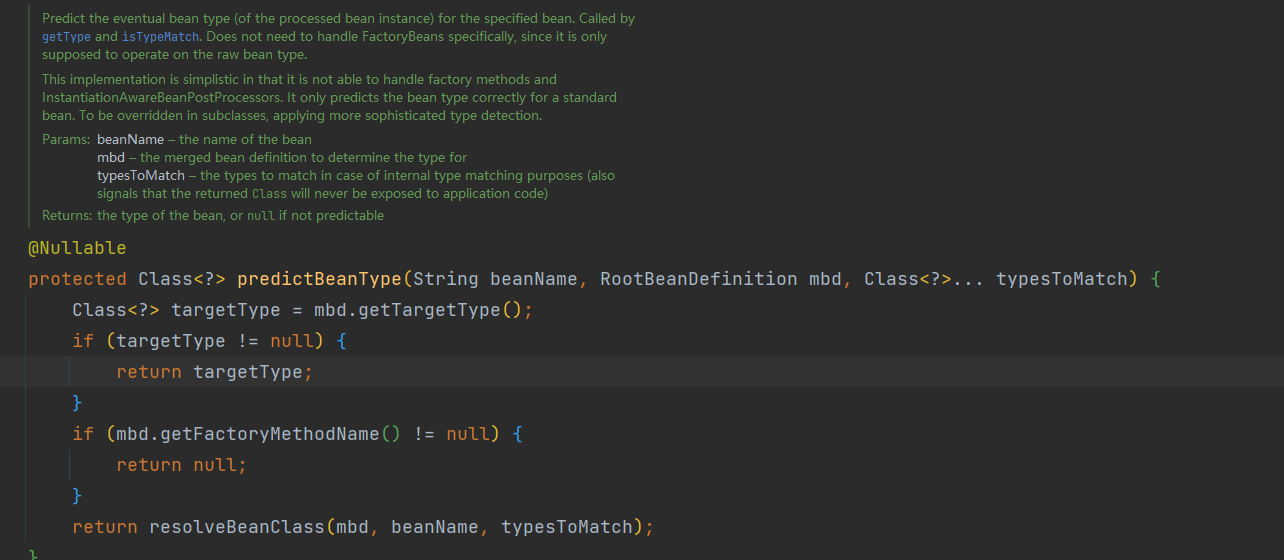 Predict the eventual bean type (of the processed bean instance) for the specified bean. Called by
getType and isTypeMatch. Does not need to handle FactoryBeans specifically, since it is only
supposed to operate on the raw bean type.
This implementation is simplistic in that it is not able to handle factory methods and
InstantiationAwareBeanPostProcessors. It only predicts the bean type correctly for a standard
bean. To be overridden in subclasses, applying more sophisticated type detection.
Params: beanName – the name of the bean
mbd – the merged bean definition to determine the type for
typesToMatch – the types to match in case of internal type matching purposes (also
signals that the returned Class will never be exposed to application code)
Returns: the type of the bean, or null if not predictable
@Nullable
protected Class<?> predictBeanType(String beanName, RootBeanDefinition mbd, Class<?>... typesToMatch) {
Class<?> targetType = mbd.getTargetType();
if (targetType != null) {
return targetType;
}
if (mbd.getFactoryMethodName() != null) {
return null;
}
return resolveBeanClass(mbd, beanName, typesToMatch);
}